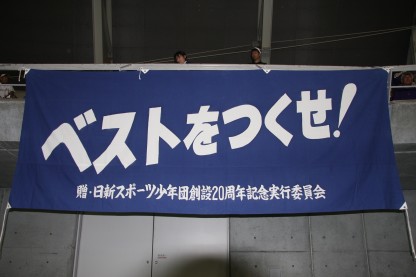 ベストをつくせ!
贈・日新スポーツ少年団創設20周年記念実行委員会